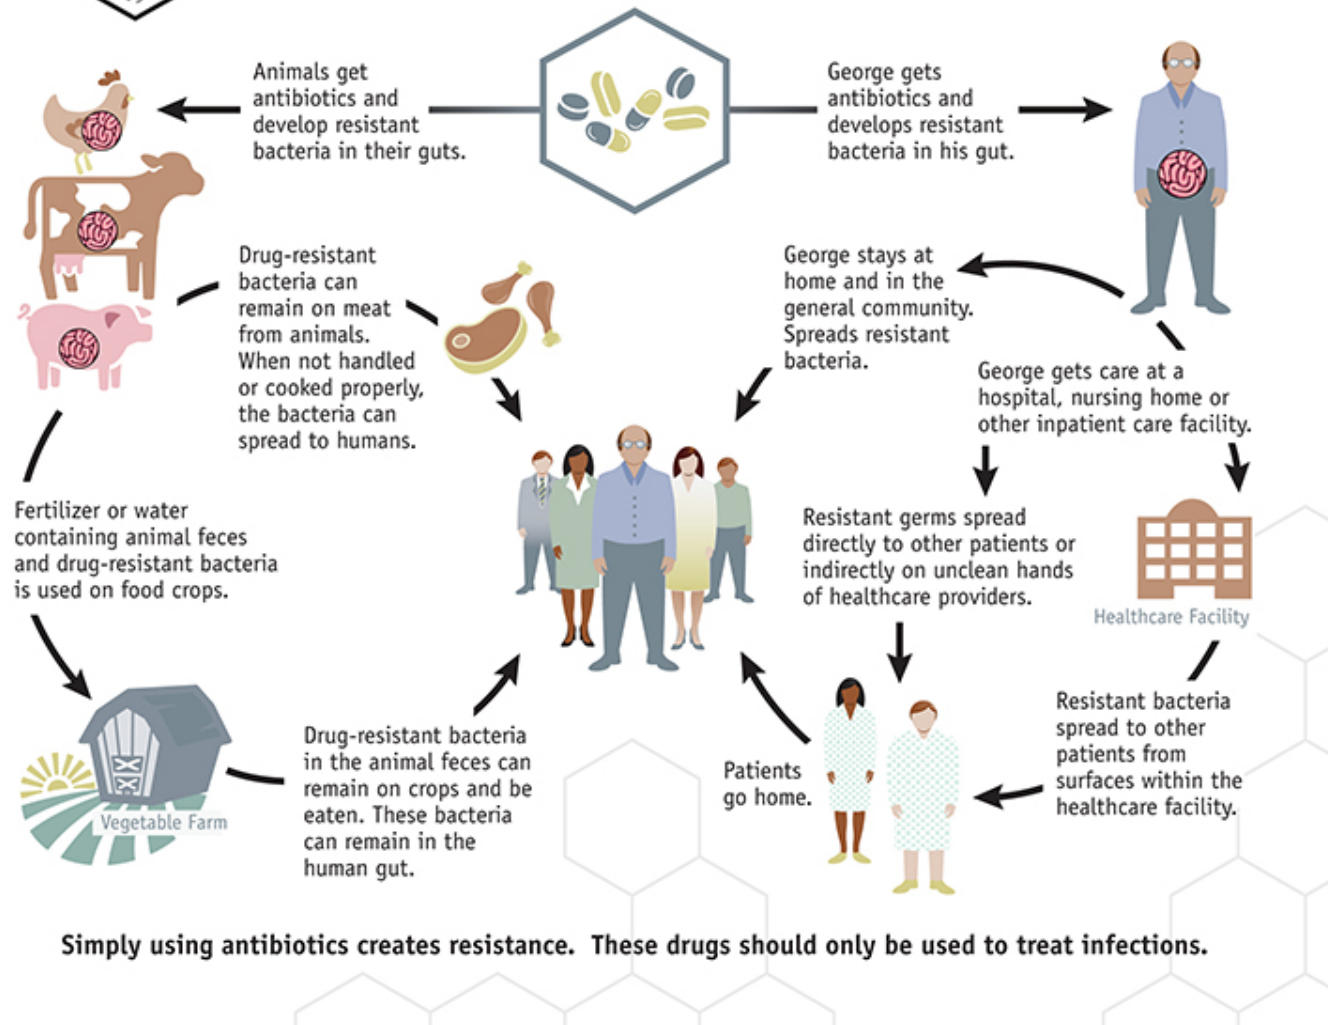 Animals get
antibiotics and
develop resistant
bacteria in their guts.
George gets
antibiotics and
develops resistant
bacteria in his gut.
Drug-resistant
bacteria can
remain on meat
from animals.
When not handled
or cooked properly,
the bacteria can
spread to humans.
George stays at
home and in the
general community.
Spreads resistant
bacteria.
George gets care at a
hospital, nursing home or
other inpatient care facility.
Fertilizer or water
containing animal feces
and drug-resistant bacteria
is used on food crops.
Resistant germs spread
directly to other patients or
indirectly on unclean hands
of healthcare providers.
Healthcare Facility
Vegetable Farm
Drug-resistant bacteria
in the animal feces can
remain on crops and be
eaten. These bacteria
can remain in the
human gut.
Patients
go home.
Resistant bacteria
spread to other
patients from
surfaces within the
healthcare facility.
Simply using antibiotics creates resistance. These drugs should only be used to treat infections.